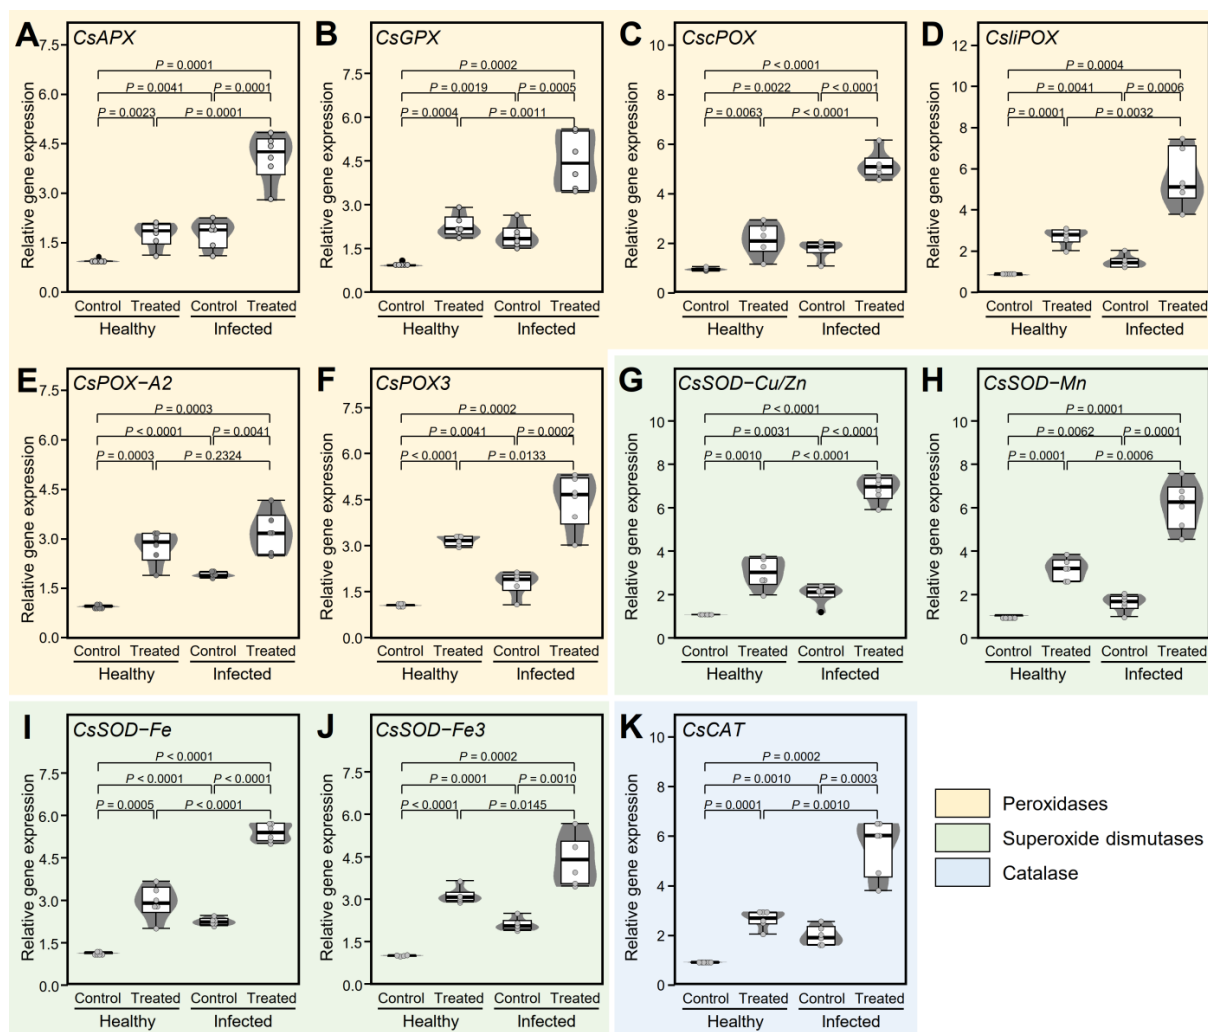 A CsAPX
Relative gene expression
7.5
6.0
4.5
3.0
1.5
0.0
P = 0.0001
P = 0.0041 P = 0.0001
P = 0.0023 P = 0.0001
Control Treated Control Treated
Healthy Infected
B CsGPX
Relative gene expression
7.5
6.0
4.5
3.0
1.5
0.0
P = 0.0002
P = 0.0019 P = 0.0005
P = 0.0004 P = 0.0011
Control Treated Control Treated
Healthy Infected
C CscPOX
Relative gene expression
10
8
6
4
2
0
P < 0.0001
P = 0.0022 P < 0.0001
P = 0.0063 P < 0.0001
Control Treated Control Treated
Healthy Infected
D CsliPOX
Relative gene expression
12
10
8
6
4
2
0
P = 0.0004
P = 0.0041 P = 0.0006
P = 0.0001 P = 0.0032
Control Treated Control Treated
Healthy Infected
E CsPOX−A2
Relative gene expression
7.5
6.0
4.5
3.0
1.5
0.0
P = 0.0003
P < 0.0001 P = 0.0041
P = 0.0003 P = 0.2324
Control Treated Control Treated
Healthy Infected
F CsPOX3
Relative gene expression
7.5
6.0
4.5
3.0
1.5
0.0
P = 0.0002
P = 0.0041 P = 0.0002
P < 0.0001 P = 0.0133
Control Treated Control Treated
Healthy Infected
G CsSOD−Cu/Zn
Relative gene expression
10
8
6
4
2
0
P < 0.0001
P = 0.0031 P < 0.0001
P = 0.0010 P < 0.0001
Control Treated Control Treated
Healthy Infected
H CsSOD−Mn
Relative gene expression
10
8
6
4
2
0
P = 0.0001
P = 0.0062 P = 0.0001
P = 0.0001 P = 0.0006
Control Treated Control Treated
Healthy Infected
I CsSOD−Fe
Relative gene expression
7.5
6.0
4.5
3.0
1.5
0.0
P < 0.0001
P < 0.0001 P < 0.0001
P = 0.0005 P < 0.0001
Control Treated Control Treated
Healthy Infected
J CsSOD−Fe3
Relative gene expression
7.5
6.0
4.5
3.0
1.5
0.0
P = 0.0002
P = 0.0001 P = 0.0010
P < 0.0001 P = 0.0145
Control Treated Control Treated
Healthy Infected
K CsCAT
Relative gene expression
10
8
6
4
2
0
P = 0.0002
P = 0.0010 P = 0.0003
P = 0.0001 P = 0.0010
Control Treated Control Treated
Healthy Infected
Peroxidases
Superoxide dismutases
Catalase